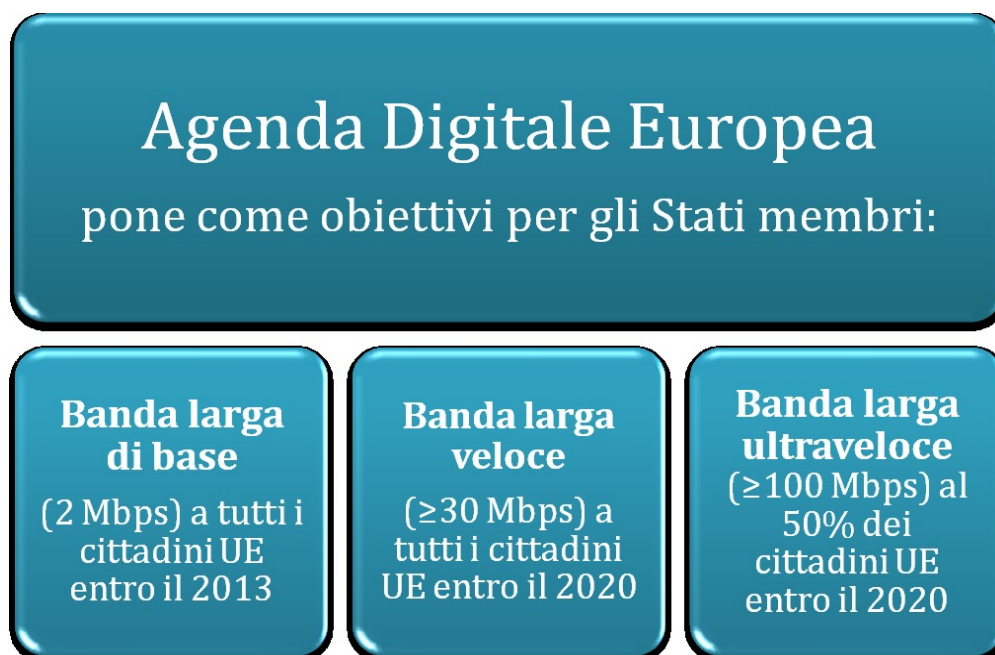 Agenda Digitale Europea
pone come obiettivi per gli Stati membri:
Banda larga
di base
(2 Mbps) a tutti i
cittadini UE
entro il 2013
Banda larga
veloce
(≥30 Mbps) a
tutti i cittadini
UE entro il 2020
Banda larga
ultraveloce
(≥100 Mbps) al
50% dei
cittadini UE
entro il 2020